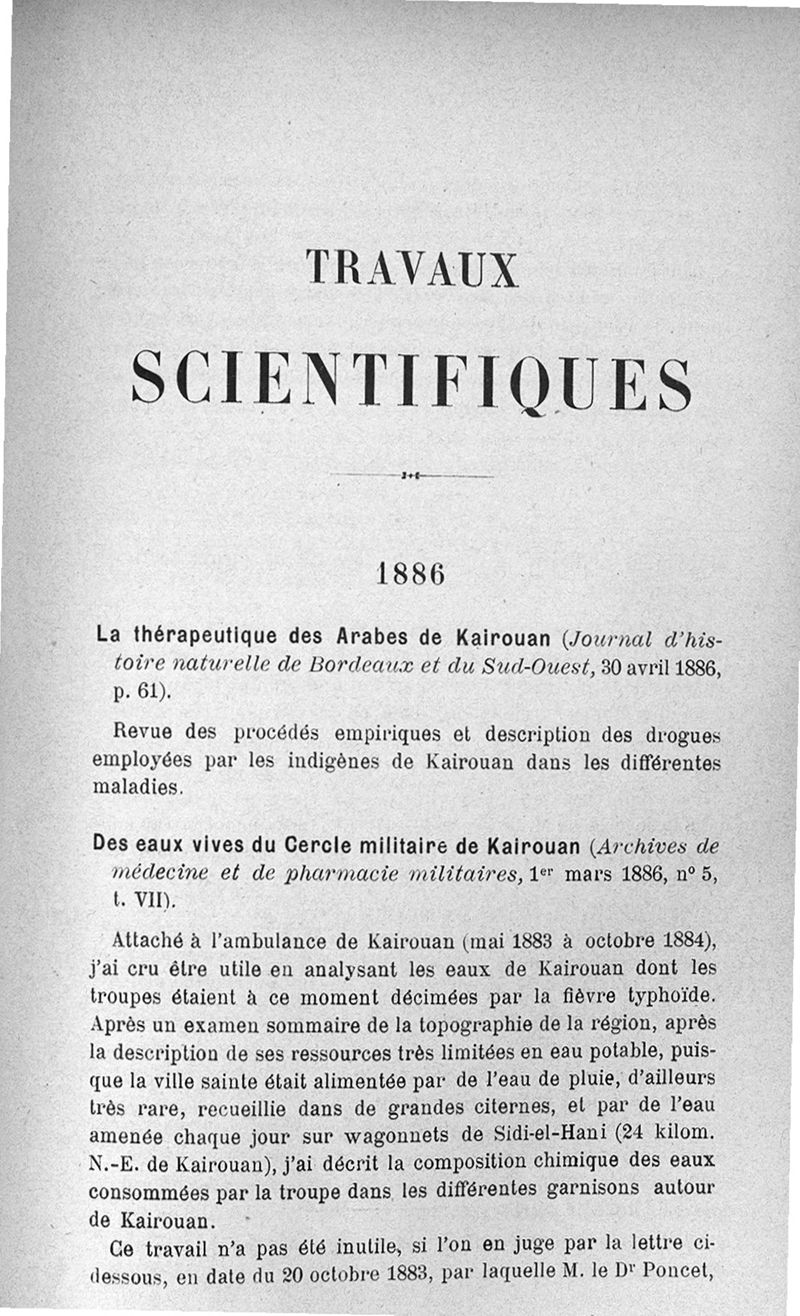 TRAVAUX
SCIENTIFIQUES
1886
La thérapeutique des Arabes de Kairouan (Journal d'his-
toire naturelle de Bordeaux et du Sud-Ouest, 30 avril 1886,
p. 61).
Revue des procédés empiriques et description des drogues
employées par les indigènes de Kairouan dans les différentes
maladies.
Des eaux vives du Cercle militaire de Kairouan (Archives de
médecine et de pharmacie militaires, 1er mars 1886, nº 5,
t. VII).
Attaché à l'ambulance de Kairouan (mai 1883 à octobre 1884),
j'ai cru être utile en analysant les eaux de Kairouan dont les
troupes étaient à ce moment décimées par la fièvre typhoïde.
Après un examen sommaire de la topographie de la région, après
la description de ses ressources très limitées en eau potable, puis-
que la ville sainte était alimentée par de l'eau de pluie, d'ailleurs
très rare, recueillie dans de grandes citernes, et par de l'eau
amenée chaque jour sur wagonnets de Sidi-el-Hani (24 kilom.
N.-E. de Kairouan), j'ai décrit la composition chimique des eaux
consommées par la troupe dans les différentes garnisons autour
de Kairouan.
Ce travail n'a pas été inutile, si l'on en juge par la lettre ci-
dessous, en date du 20 octobre 1883, par laquelle M. le Dr Poncet,